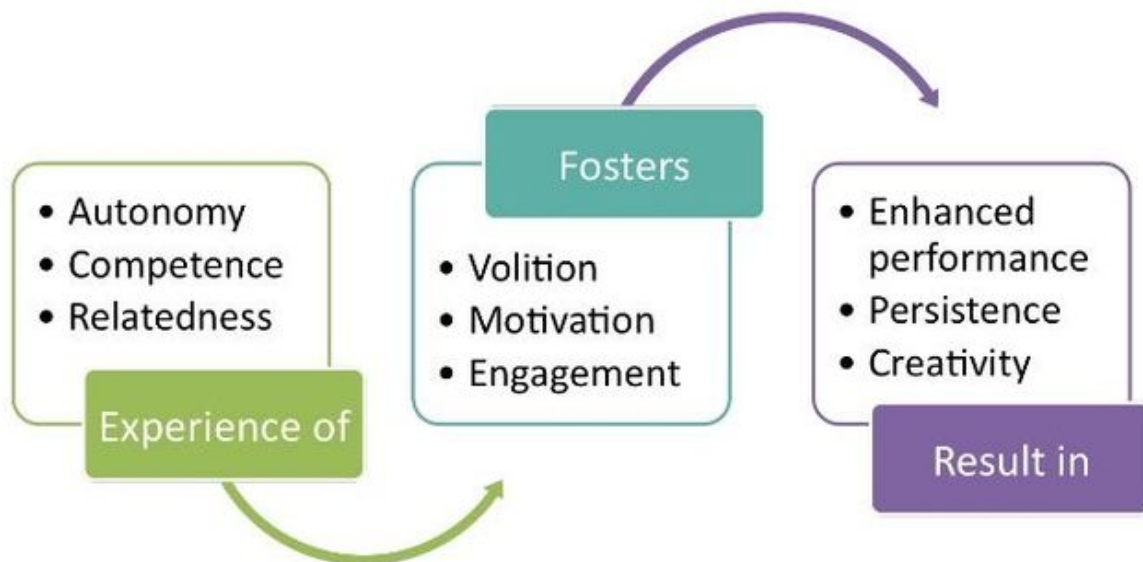 • Autonomy
• Competence
• Relatedness
Experience of
Fosters
• Volition
• Motivation
• Engagement
• Enhanced
performance
• Persistence
• Creativity
Result in